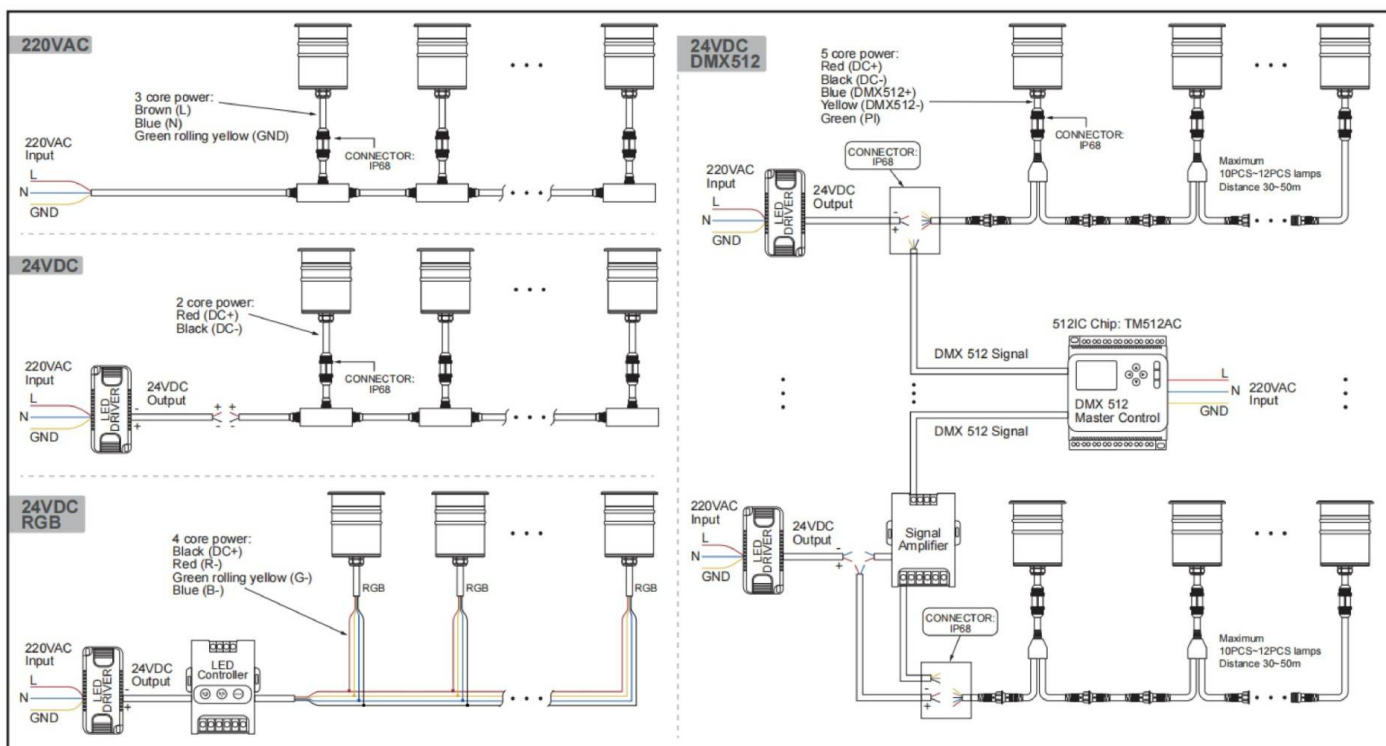 220VAC
3 core power:
Brown (L)
Blue (N)
Green rolling yellow (GND)
220VAC
Input
L
N
GND
CONNECTOR:
IP68
24VDC
2 core power:
Red (DC+)
Black (DC-)
220VAC
Input
L
N
GND
LED
DRIVER
-
+
24VDC
Output
+ +
- -
CONNECTOR:
IP68
24VDC
RGB
4 core power:
Black (DC+)
Red (R-)
Green rolling yellow (G-)
Blue (B-)
RGB
RGB
RGB
220VAC
Input
L
N
GND
LED
DRIVER
-
+
24VDC
Output
LED
Controller
24VDC
DMX512
5 core power:
Red (DC+)
Black (DC-)
Blue (DMX512+)
Yellow (DMX512-)
Green (PI)
CONNECTOR:
IP68
CONNECTOR:
IP68
220VAC
Input
L
N
GND
LED
DRIVER
24VDC
Output
-
+
Maximum
10PCS~12PCS lamps
Distance 30~50m
512IC Chip: TM512AC
DMX 512 Signal
DMX 512
Master Control
L
N
GND
220VAC
Input
DMX 512 Signal
220VAC
Input
L
N
GND
LED
DRIVER
24VDC
Output
-
+
Signal
Amplifier
CONNECTOR:
IP68
-
+
Maximum
10PCS~12PCS lamps
Distance 30~50m